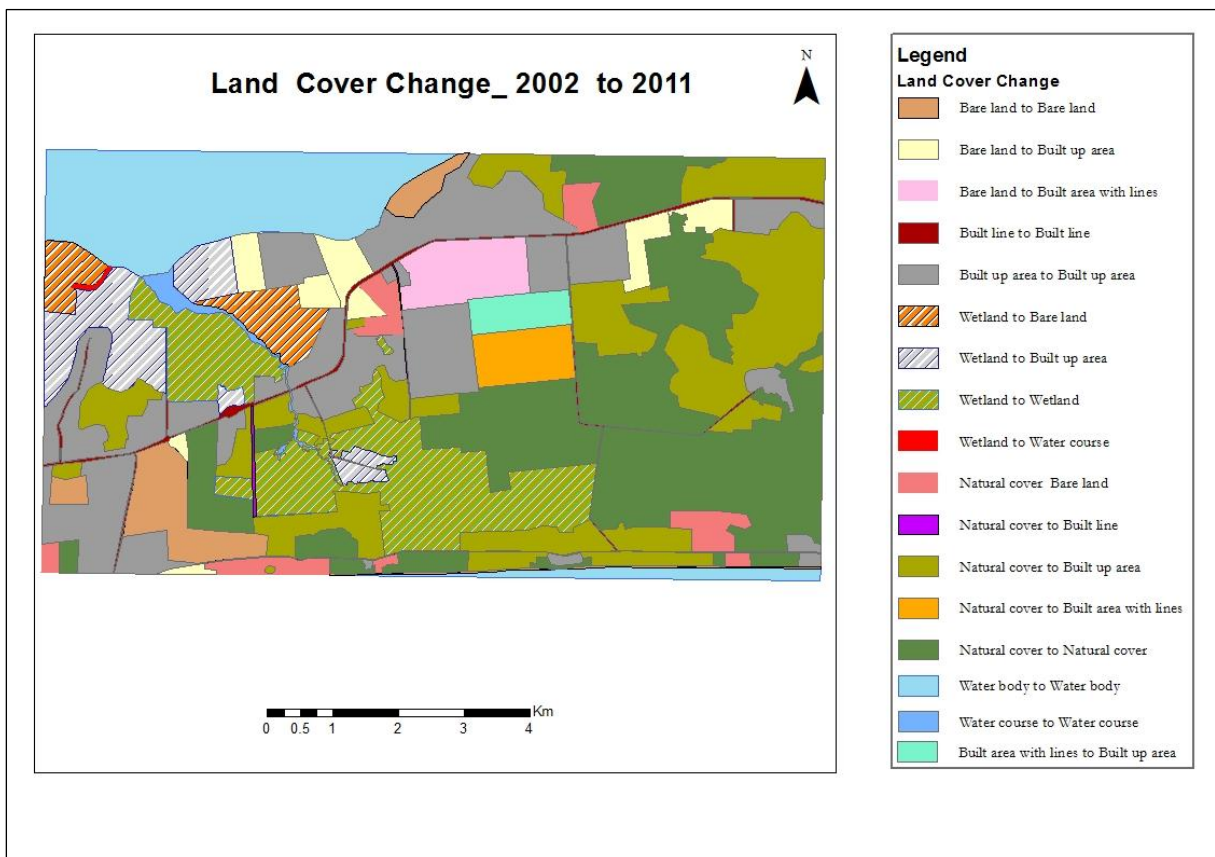 Land Cover Change_ 2002 to 2011
N
Km
0 0.5 1 2 3 4
Legend
Land Cover Change
Bare land to Bare land
Bare land to Built up area
Bare land to Built area with lines
Built line to Built line
Built up area to Built up area
Wetland to Bare land
Wetland to Built up area
Wetland to Wetland
Wetland to Water course
Natural cover Bare land
Natural cover to Built line
Natural cover to Built up area
Natural cover to Built area with lines
Natural cover to Natural cover
Water body to Water body
Water course to Water course
Built area with lines to Built up area